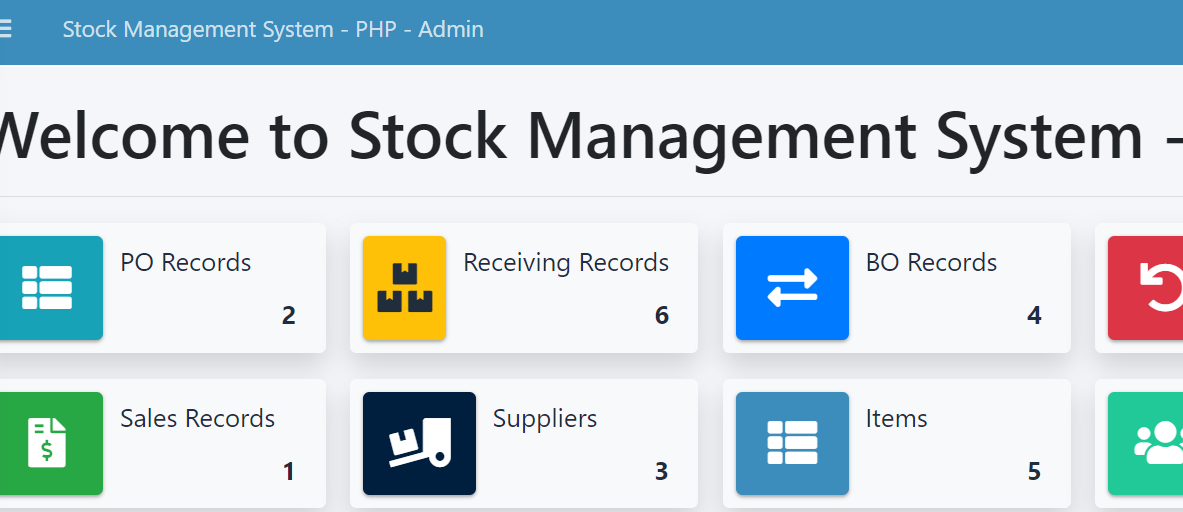 Stock Management System - PHP - Admin
Welcome to Stock Management System -
PO Records
2
Receiving Records
6
BO Records
4
Sales Records
1
Suppliers
3
Items
5